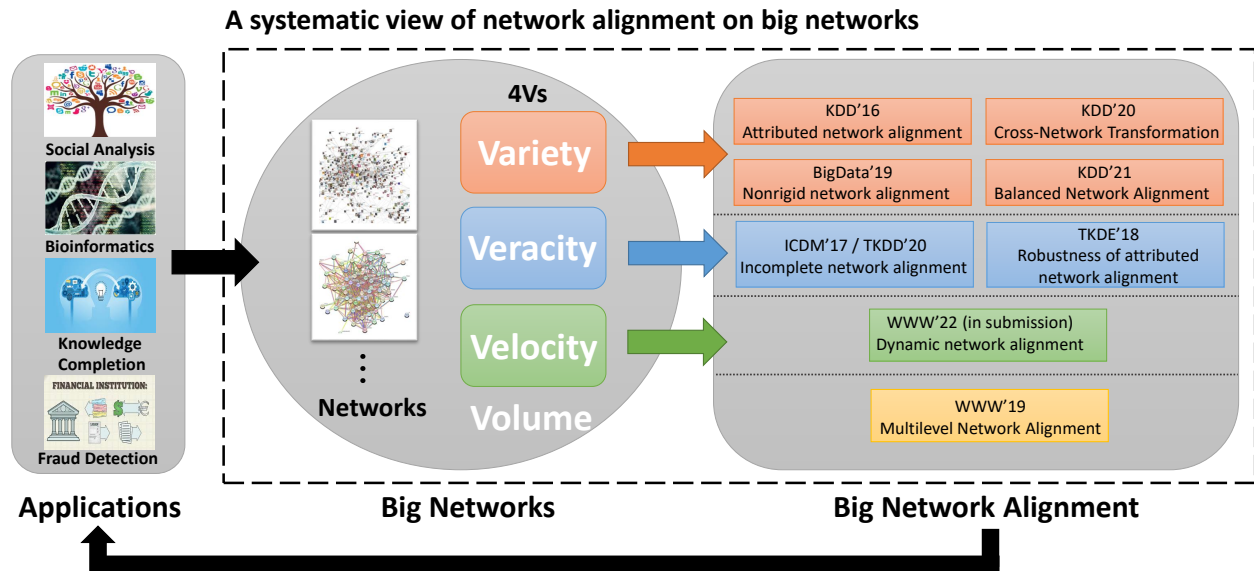 A systematic view of network alignment on big networks
Social Analysis
Bioinformatics
Knowledge
Completion
FINANCIAL INSTITUTION:
Fraud Detection
Applications
4Vs
Variety
Veracity
Velocity
Volume
Networks
Big Networks
KDD’16
Attributed network alignment
KDD’20
Cross-Network Transformation
BigData’19
Nonrigid network alignment
KDD’21
Balanced Network Alignment
ICDM’17 / TKDD’20
Incomplete network alignment
TKDE’18
Robustness of attributed
network alignment
WWW’22 (in submission)
Dynamic network alignment
WWW’19
Multilevel Network Alignment
Big Network Alignment